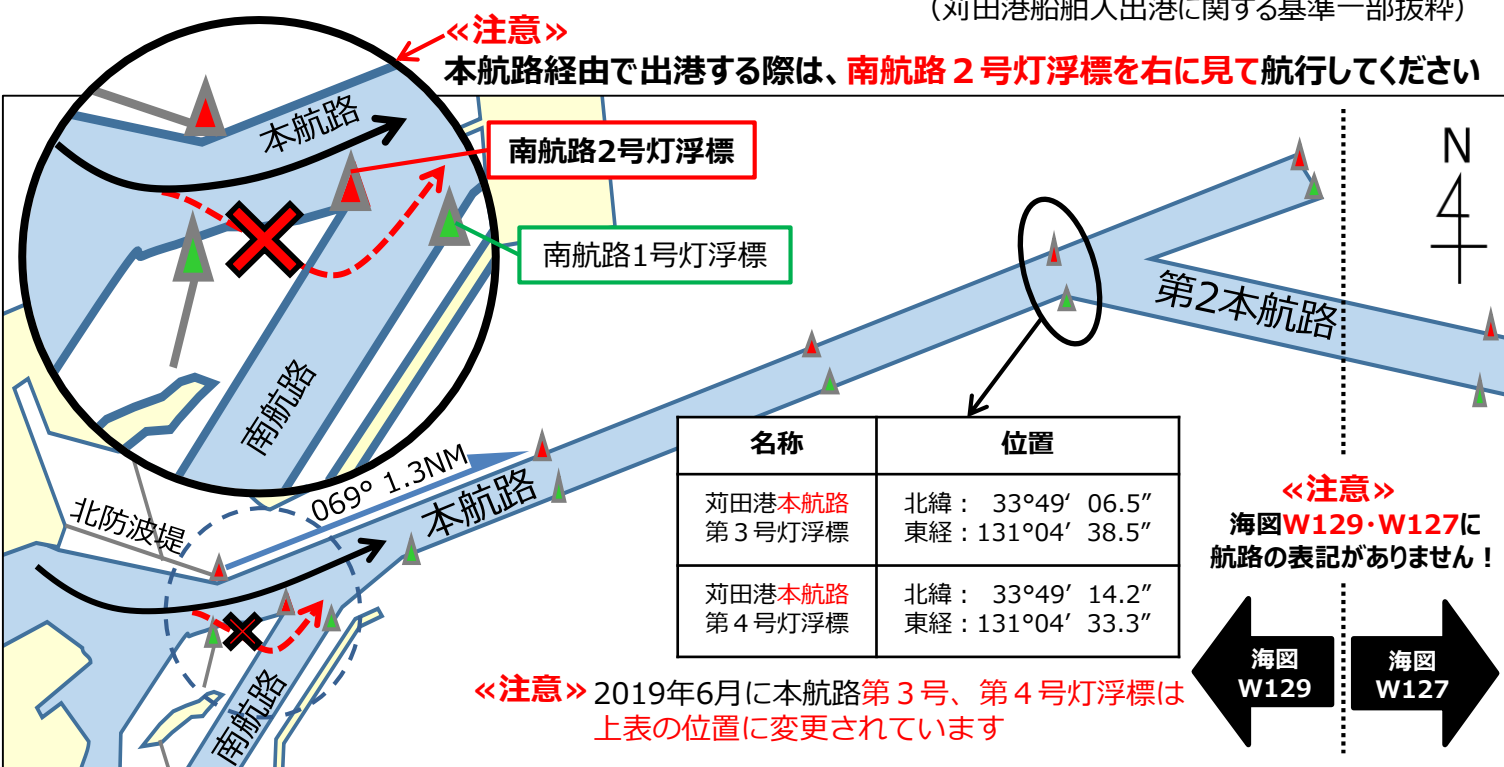 （苅田港船舶入出港に関する基準一部抜粋）
≪注意≫
本航路経由で出港する際は、南航路２号灯浮標を右に見て航行してください
本航路
南航路2号灯浮標
南航路1号灯浮標
南航路
N
第2本航路
069° 1.3NM
本航路
北防波堤
南航路
名称 位置
苅田港本航路
第３号灯浮標
北緯： 33°49′ 06.5″
東経：131°04′ 38.5″
苅田港本航路
第４号灯浮標
北緯： 33°49′ 14.2″
東経：131°04′ 33.3″
≪注意≫
海図W129・W127に
航路の表記がありません！
海図
W129
海図
W127
≪注意≫ 2019年6月に本航路第３号、第４号灯浮標は
上表の位置に変更されています